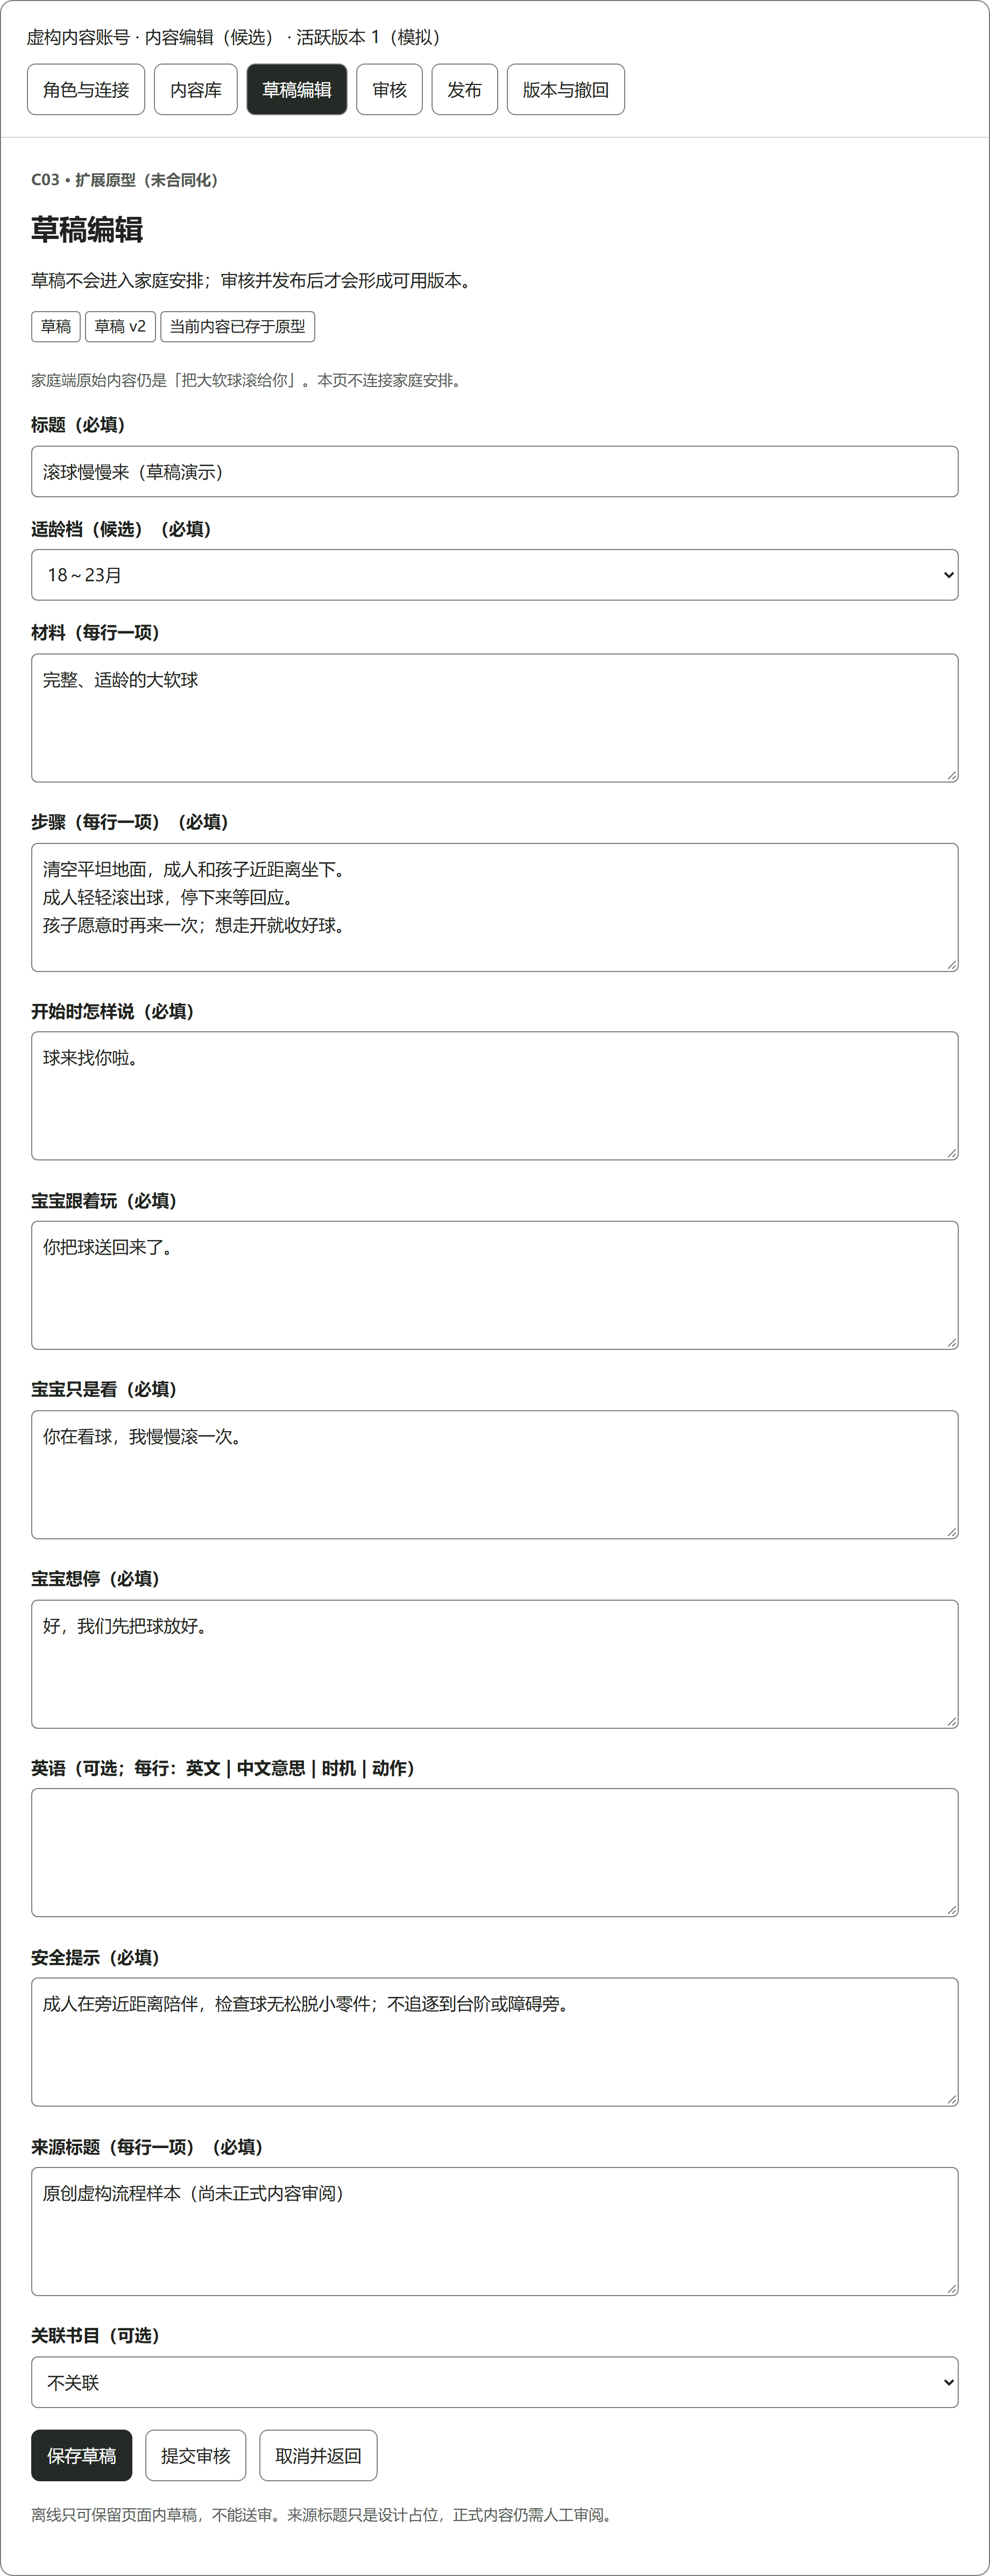 虚构内容账号 · 内容编辑（候选） · 活跃版本 1（模拟）
角色与连接 内容库 草稿编辑 审核 发布 版本与撤回
C03 • 扩展原型（未合同化）
草稿编辑
草稿不会进入家庭安排；审核并发布后才会形成可用版本。
草稿 草稿 v2 当前内容已存于原型
家庭端原始内容仍是「把大软球滚给你」。本页不连接家庭安排。
标题（必填）
滚球慢慢来（草稿演示）
适龄档（候选）（必填）
18～23月
材料（每行一项）
完整、适龄的大软球
步骤（每行一项）（必填）
清空平坦地面，成人和孩子近距离坐下。
成人轻轻滚出球，停下来等回应。
孩子愿意时再来一次；想走开就收好球。
开始时怎样说（必填）
球来找你啦。
宝宝跟着玩（必填）
你把球送回来了。
宝宝只是看（必填）
你在看球，我慢慢滚一次。
宝宝想停（必填）
好，我们先把球放好。
英语（可选；每行：英文 | 中文意思 | 时机 | 动作）
安全提示（必填）
成人在旁近距离陪伴，检查球无松脱小零件；不追逐到台阶或障碍旁。
来源标题（每行一项）（必填）
原创虚构流程样本（尚未正式内容审阅）
关联书目（可选）
不关联
保存草稿 提交审核 取消并返回
离线只可保留页面内草稿，不能送审。来源标题只是设计占位，正式内容仍需人工审阅。